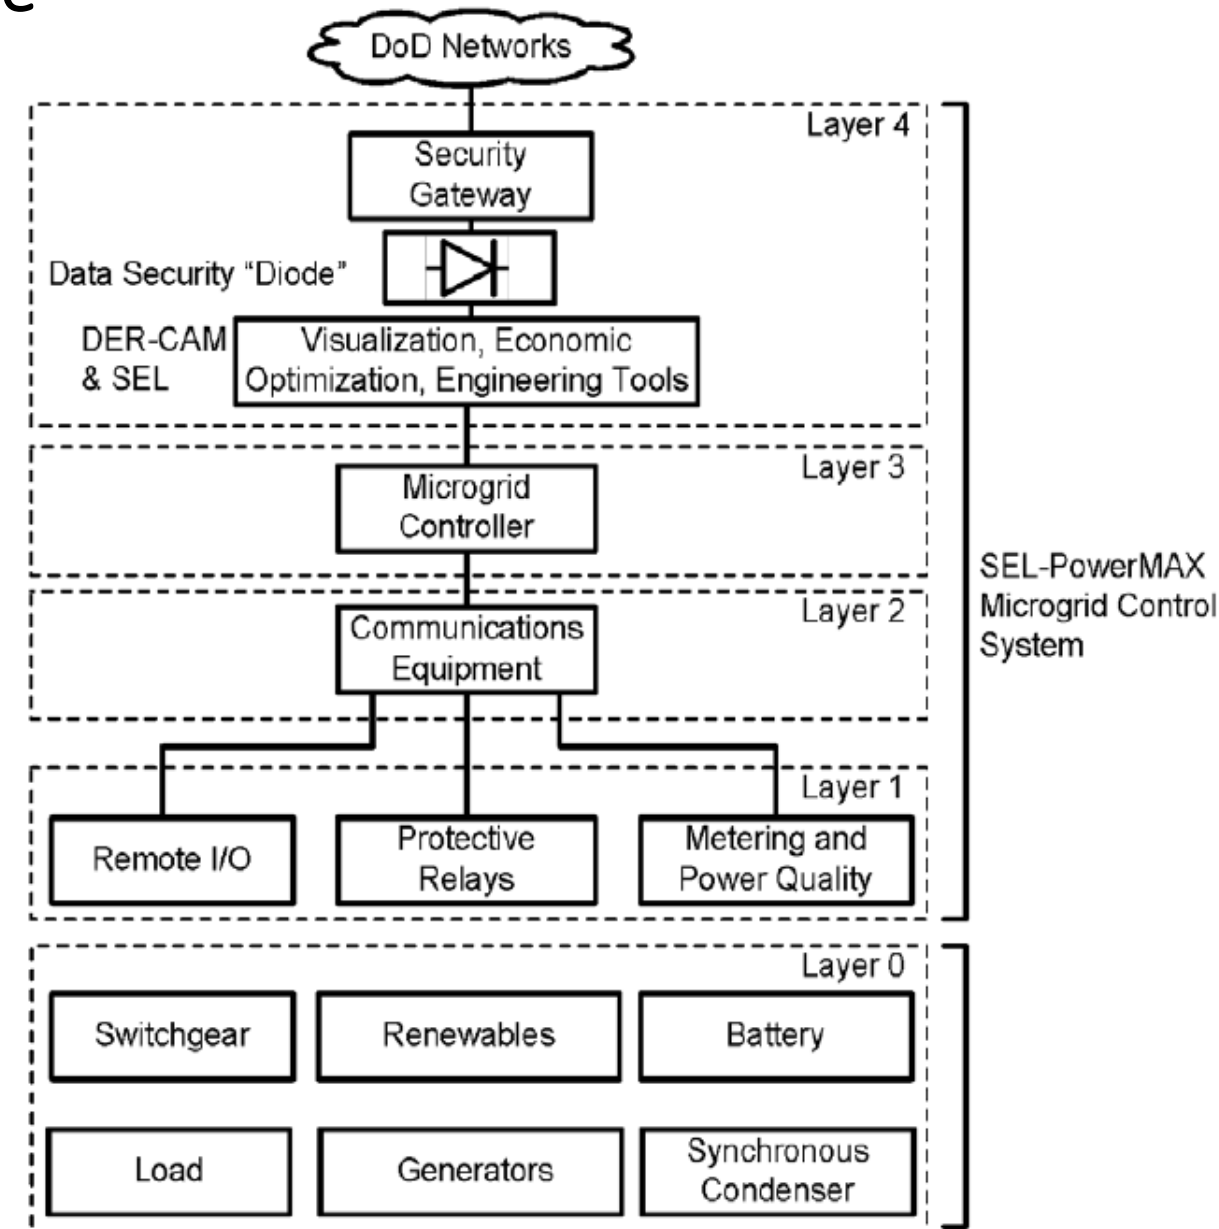 DoD Networks
Layer 4
Security
Gateway
Data Security “Diode”
DER-CAM
& SEL
Visualization, Economic
Optimization, Engineering Tools
Layer 3
Microgrid
Controller
SEL-PowerMAX
Microgrid Control
System
Layer 2
Communications
Equipment
Layer 1
Remote I/O
Protective
Relays
Metering and
Power Quality
Layer 0
Switchgear
Renewables
Battery
Load
Generators
Synchronous
Condenser